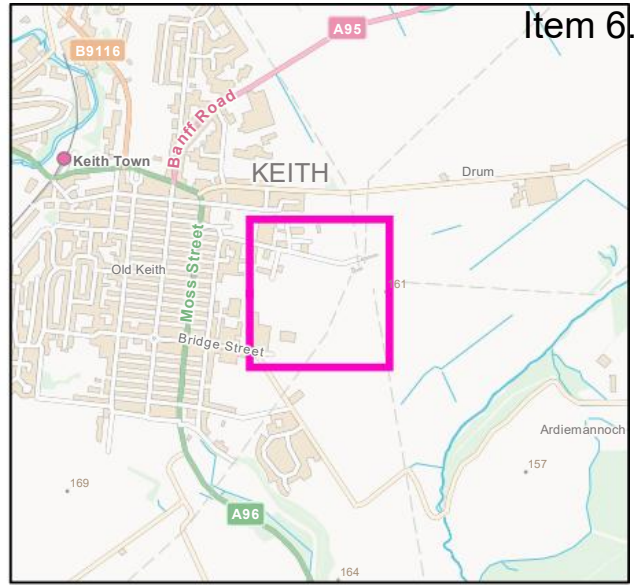 Item 6.
A95
B9116
Banff Road
Keith Town
KEITH
Drum
Moss Street
Old Keith
161
Bridge Street
Ardiemannoch
157
169
A96
164